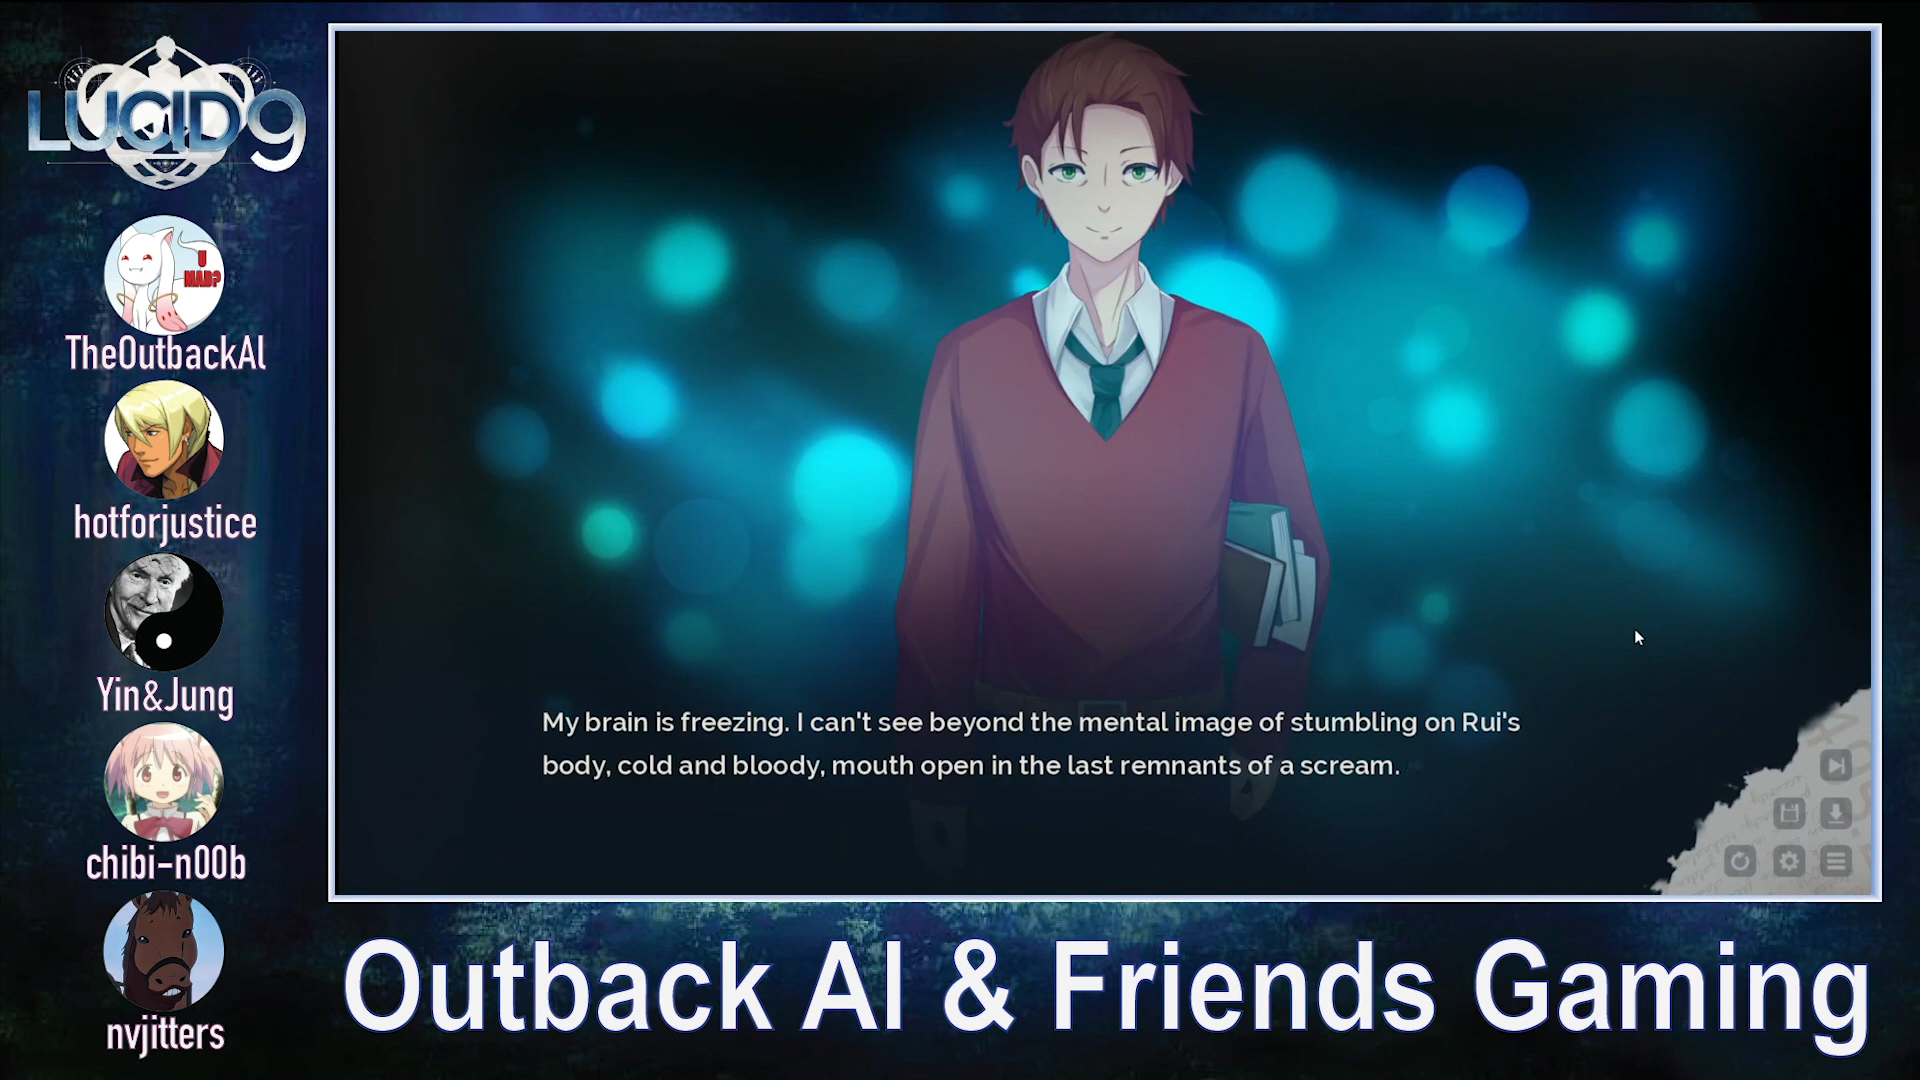 LUCID9
U
MAD?
TheOutbackAl
hotforjustice
Yin&Jung
chibi-n00b
nvjitters
My brain is freezing. I can't see beyond the mental image of stumbling on Rui's
body, cold and bloody, mouth open in the last remnants of a scream.
Outback Al & Friends Gaming